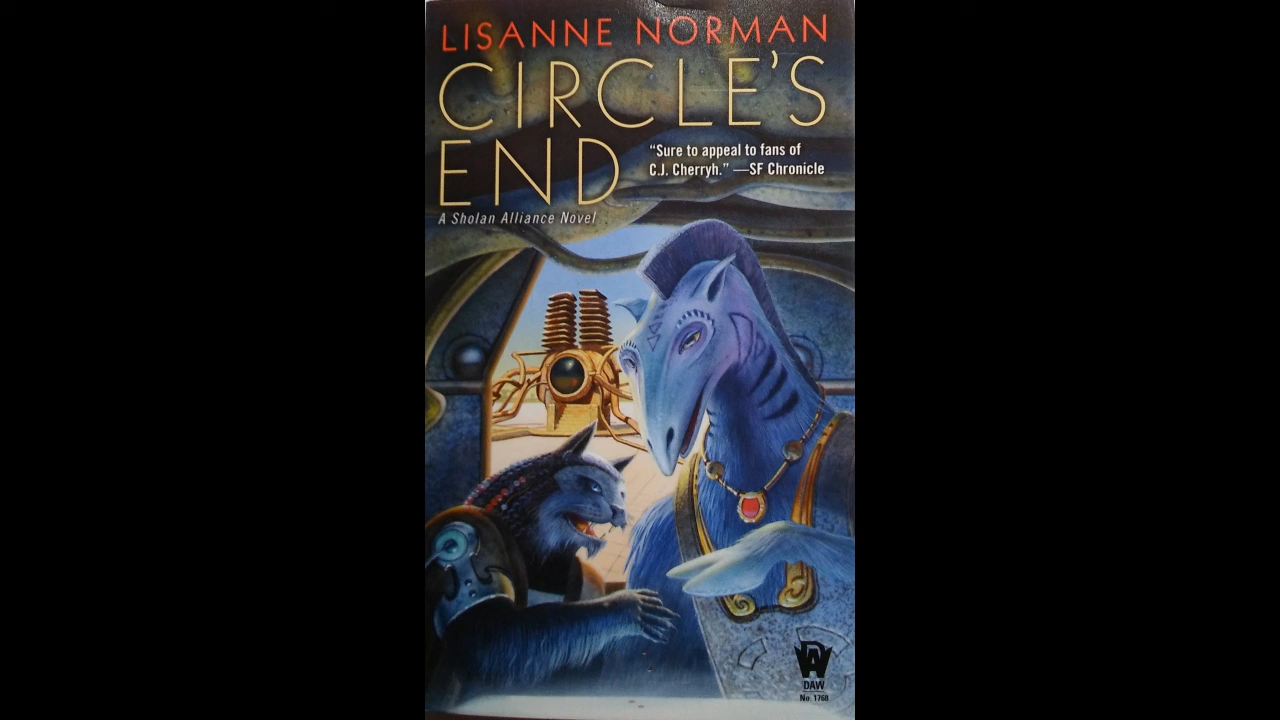 LISANNE NORMAN
CIRCLE'S
END
“Sure to appeal to fans of
C.J. Cherryh.” —SF Chronicle
A Sholan Alliance Novel
DAW
No. 1768